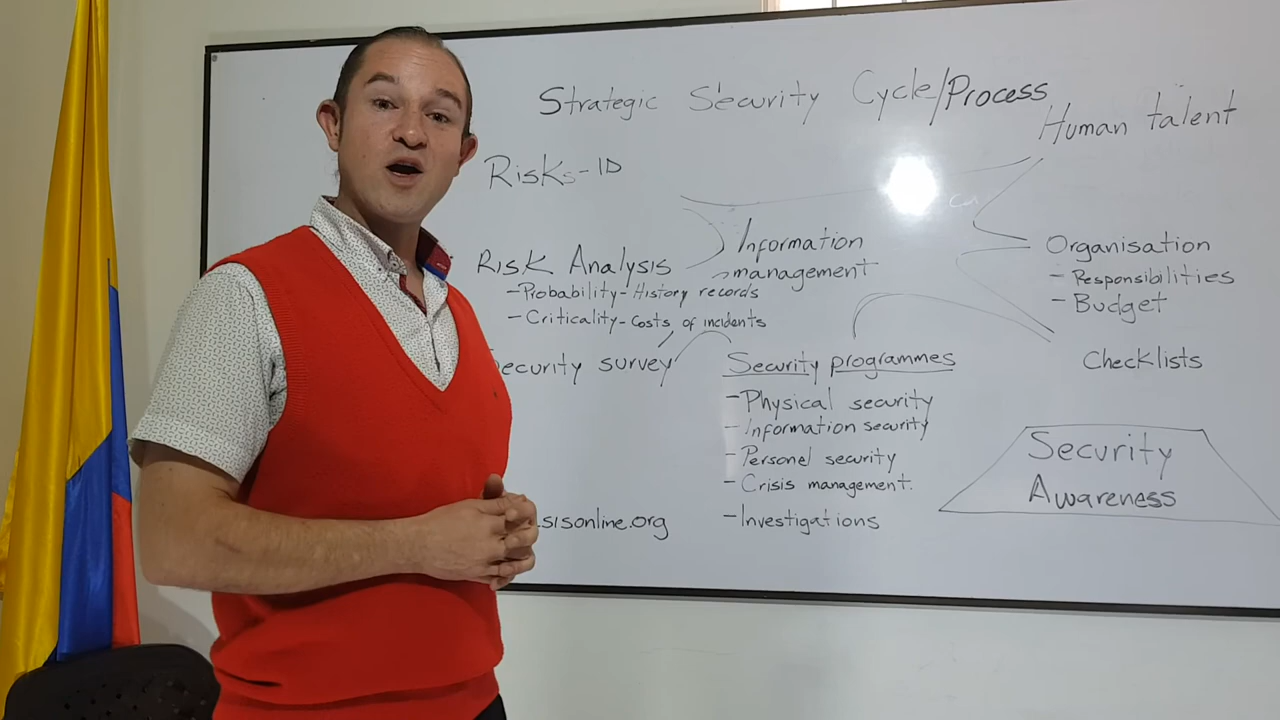 Strategic Security Cycle/Process
Human talent
Risks-ID
Risk Analysis
-Probability-History records
-Criticality-Costs of incidents
Information
management
Organisation
-Responsibilities
-Budget
ecurity survey
Security programmes
-Physical security
-Information security
-Personel security
-Crisis management.
-Investigations
Checklists
Security
Awareness
sisonline.org